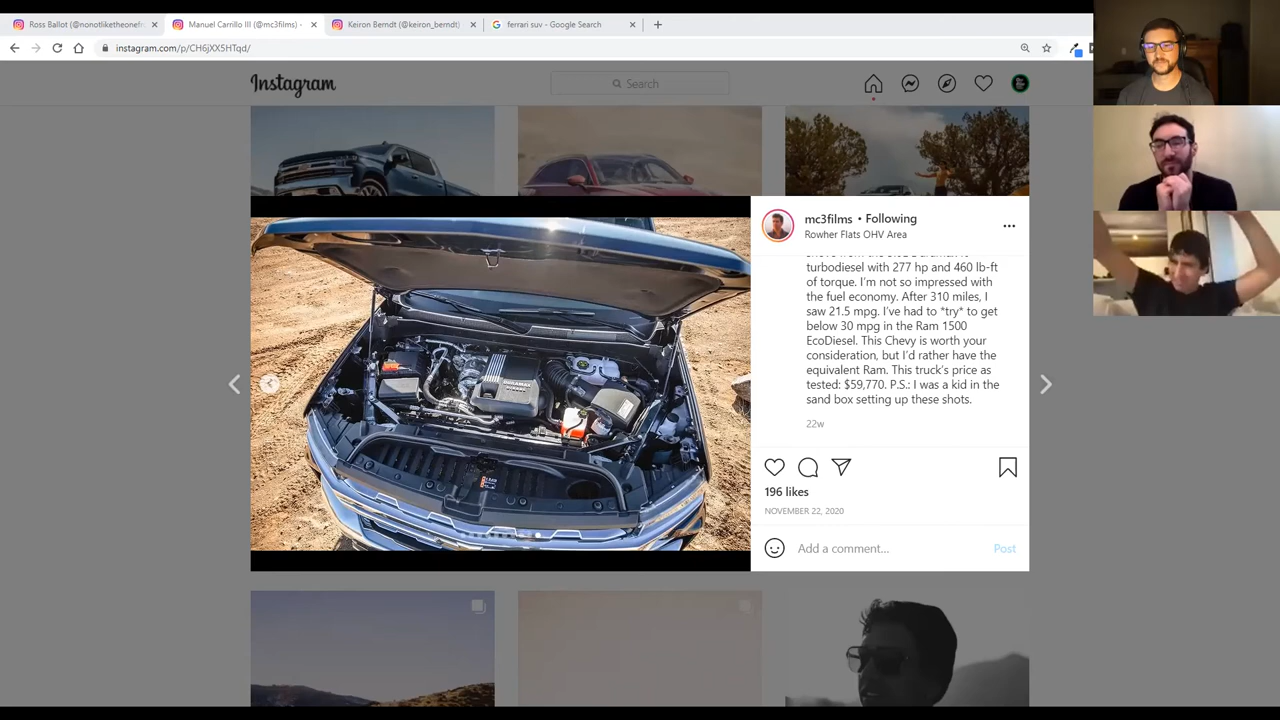 Ross Ballot (@nonotliketheonefr
Manuel Carrillo III (@mc3films) •
Keiron Berndt (@keiron_berndt)
ferrari suv - Google Search
instagram.com/p/CH6jXX5HTqd/
Instagram
Search
mc3films • Following
Rowher Flats OHV Area
turbodiesel with 277 hp and 460 lb-ft
of torque. I'm not so impressed with
the fuel economy. After 310 miles, I
saw 21.5 mpg. I've had to *try* to get
below 30 mpg in the Ram 1500
EcoDiesel. This Chevy is worth your
consideration, but I'd rather have the
equivalent Ram. This truck's price as
tested: $59,770. P.S.: I was a kid in the
sand box setting up these shots.
22w
196 likes
NOVEMBER 22, 2020
Add a comment...
Post
DURAMAX